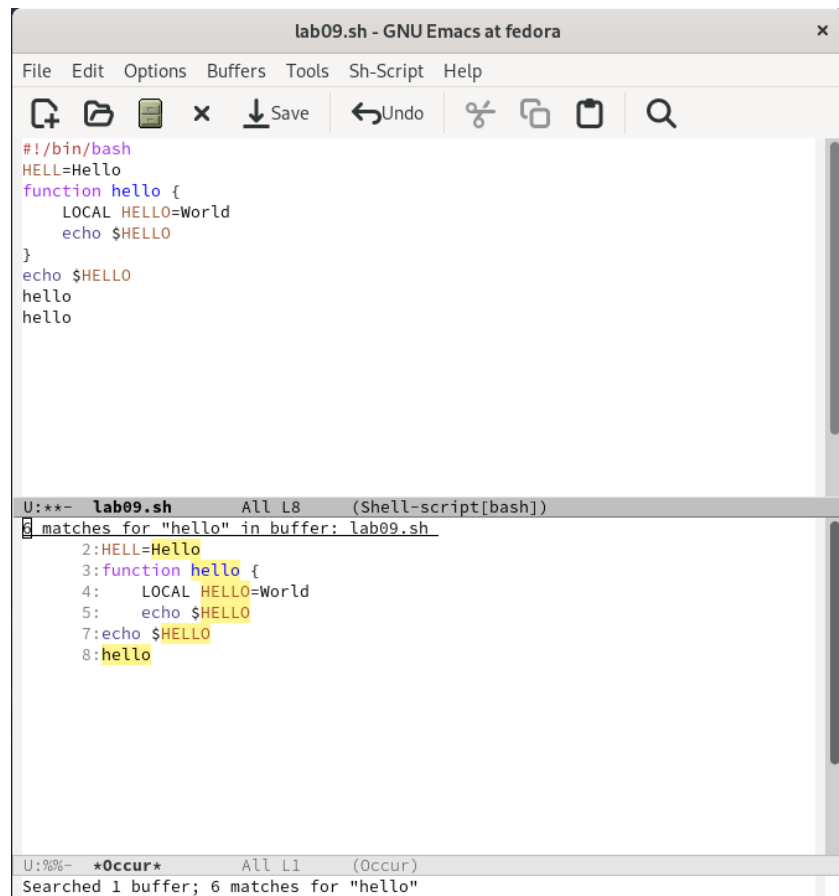 lab09.sh - GNU Emacs at fedora ×
File Edit Options Buffers Tools Sh-Script Help
Save Undo
#!/bin/bash
HELL=Hello
function hello {
    LOCAL HELLO=World
    echo $HELLO
}
echo $HELLO
hello
hello
U:**-  lab09.sh       All L8     (Shell-script[bash])
6 matches for "hello" in buffer: lab09.sh
      2:HELL=Hello
      3:function hello {
      4:    LOCAL HELLO=World
      5:    echo $HELLO
      7:echo $HELLO
      8:hello
U:%%-  *Occur*        All L1     (Occur)
Searched 1 buffer; 6 matches for "hello"